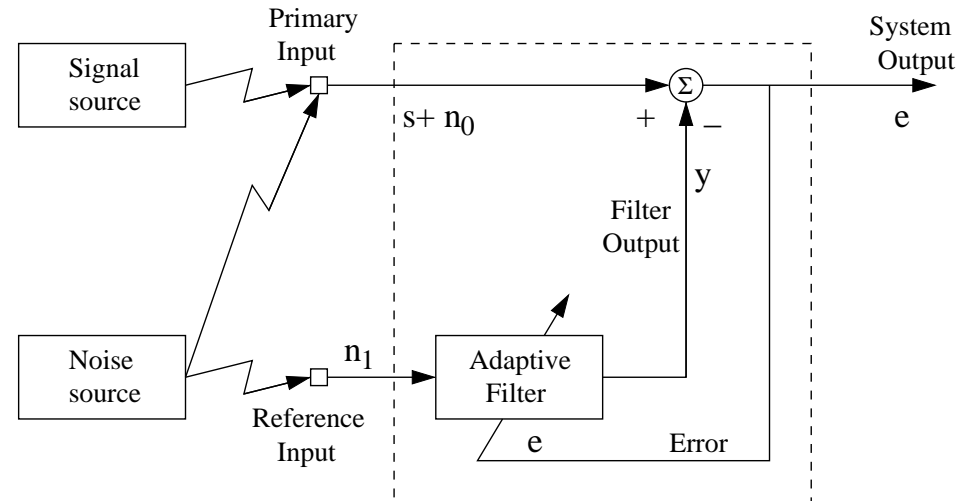 Primary
Input
System
Output
Signal
source
Σ
s+ n₀
+
−
e
y
Filter
Output
Noise
source
n₁
Adaptive
Filter
Reference
Input
e
Error